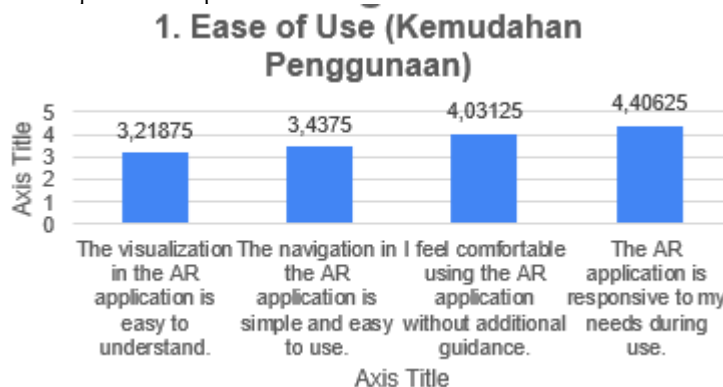 1. Ease of Use (Kemudahan
Penggunaan)
Axis Title
5
4
3
2
1
0
3,21875
3,4375
4,03125
4,40625
The visualization
in the AR
application is
easy to
understand.
The navigation in
the AR
application is
simple and easy
to use.
I feel comfortable
using the AR
application
without additional
guidance.
The AR
application is
responsive to my
needs during
use.
Axis Title